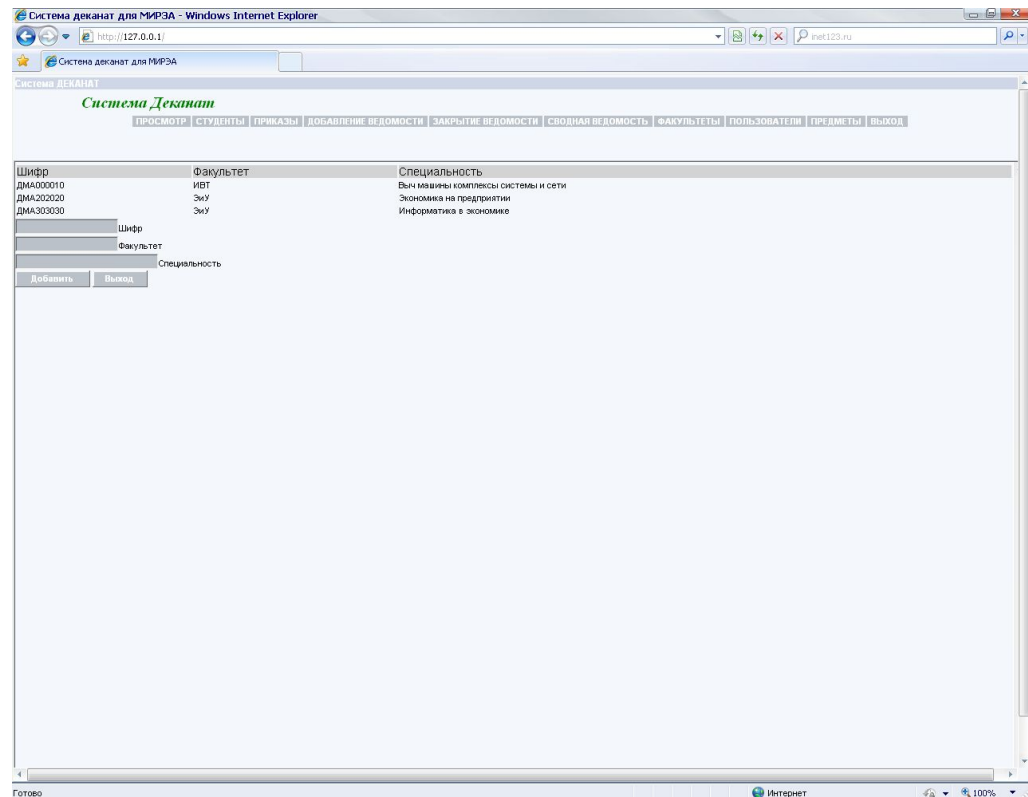 Система деканат для МИРЭА - Windows Internet Explorer
http://127.0.0.1/
inet123.ru
Система деканат для МИРЭА
Система ДЕКАНАТ
Система Деканат
ПРОСМОТР СТУДЕНТЫ ПРИКАЗЫ ДОБАВЛЕНИЕ ВЕДОМОСТИ ЗАКРЫТИЕ ВЕДОМОСТИ СВОДНАЯ ВЕДОМОСТЬ ФАКУЛЬТЕТЫ ПОЛЬЗОВАТЕЛИ ПРЕДМЕТЫ ВЫХОД
Шифр Факультет Специальность
ДМА000010 ИВТ Выч машины комплексы системы и сети
ДМА202020 ЭиУ Экономика на предприятии
ДМА303030 ЭиУ Информатика в экономике
Шифр
Факультет
Специальность
Добавить Выход
Готово Интернет 100%